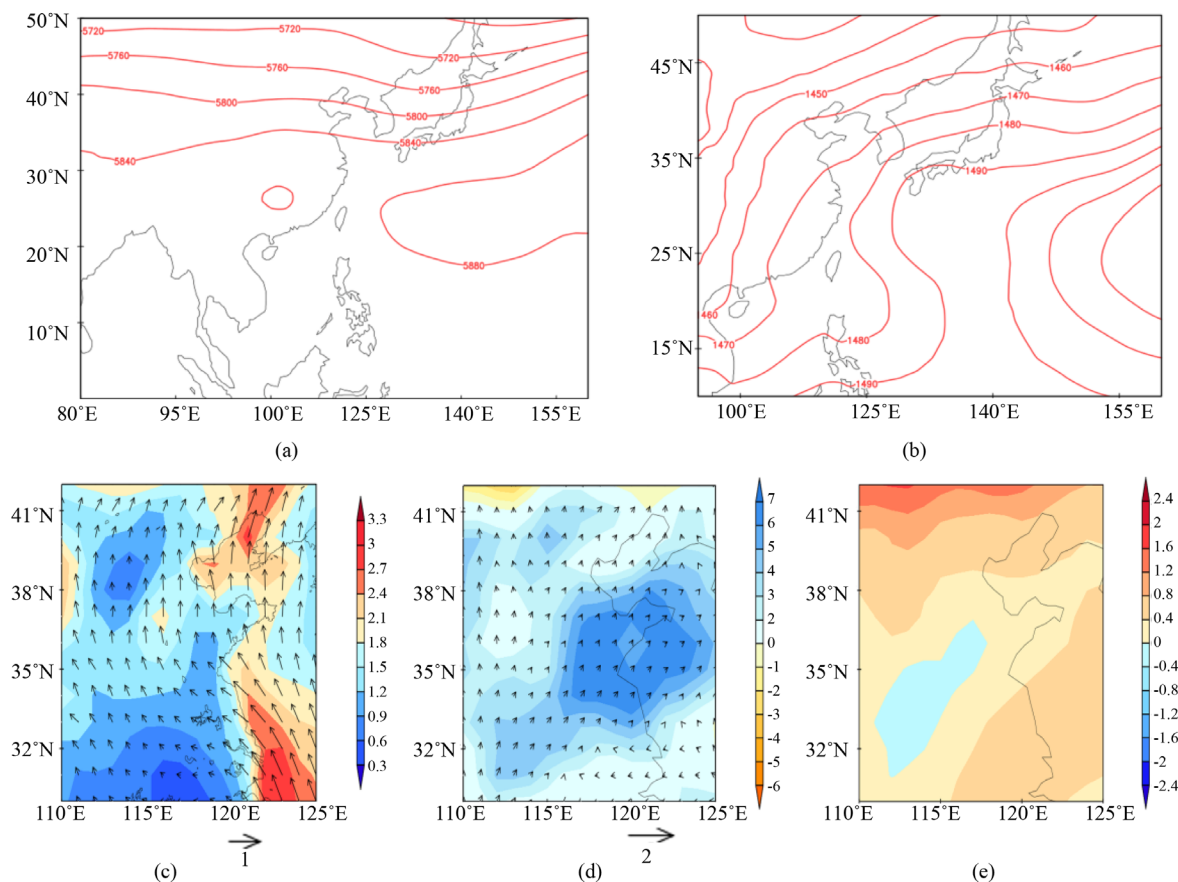 50˚N
40˚N
30˚N
20˚N
10˚N
5720
5720
5720
5760
5760
5760
5800
5800
5840
5840
5880
80˚E
95˚E
100˚E
125˚E
140˚E
155˚E
(a)
45˚N
35˚N
25˚N
15˚N
1450
1460
1470
1480
1490
1460
1470
1480
1490
100˚E
125˚E
140˚E
155˚E
(b)
41˚N
38˚N
35˚N
32˚N
110˚E
115˚E
120˚E
125˚E
3.3
3
2.7
2.4
2.1
1.8
1.5
1.2
0.9
0.6
0.3
1
(c)
41˚N
38˚N
35˚N
32˚N
110˚E
115˚E
120˚E
125˚E
7
6
5
4
3
2
1
-1
-2
-3
-4
-5
-6
2
(d)
41˚N
38˚N
35˚N
32˚N
110˚E
115˚E
120˚E
125˚E
2.4
2
1.6
1.2
0.8
0.4
0
-0.4
-0.8
-1.2
-1.6
-2
-2.4
(e)